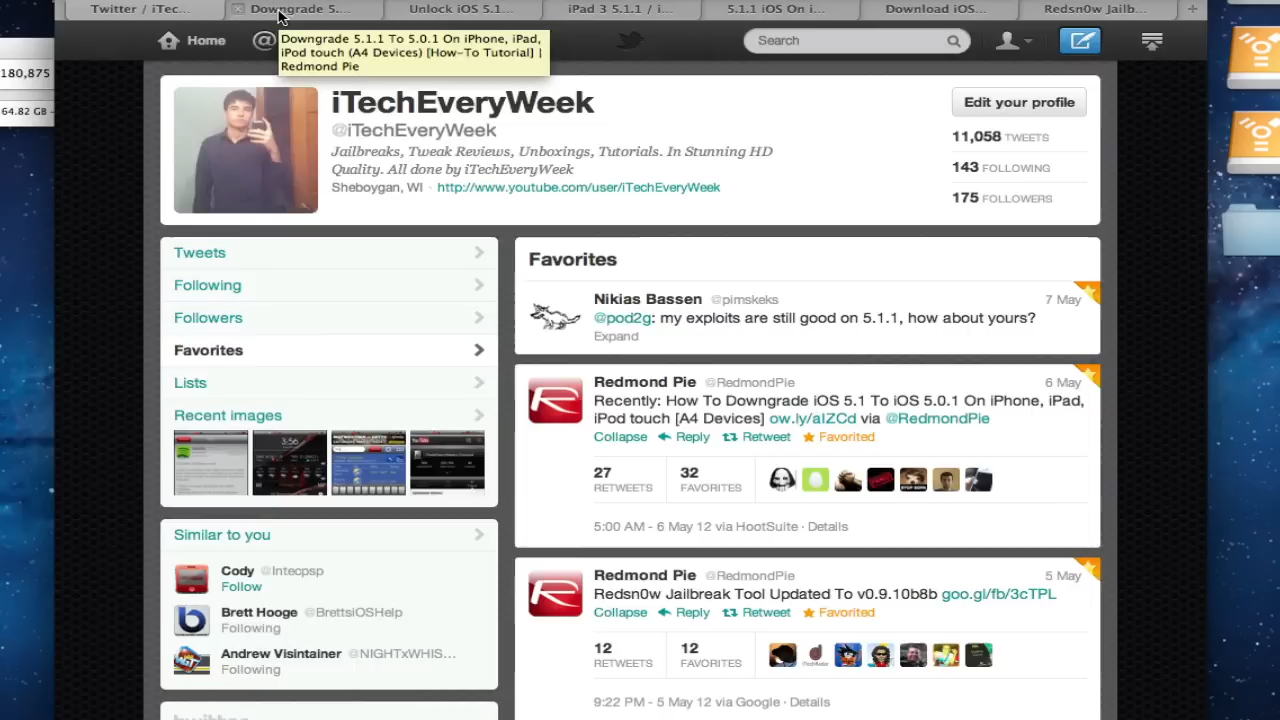 Twitter / iTec...
Downgrade 5....
Unlock iOS 5.1...
iPad 3 5.1.1 / i...
5.1.1 iOS On i...
Download iOS...
Redsn0w Jailb...
Home
@
Search
Downgrade 5.1.1 To 5.0.1 On iPhone, iPad,
iPod touch (A4 Devices) [How-To Tutorial] |
Redmond Pie
180,875
64.82 GB
iTechEveryWeek
@iTechEveryWeek
Jailbreaks, Tweak Reviews, Unboxings, Tutorials. In Stunning HD
Quality. All done by iTechEveryWeek
Sheboygan, WI · http://www.youtube.com/user/iTechEveryWeek
Edit your profile
11,058 TWEETS
143 FOLLOWING
175 FOLLOWERS
Tweets
Following
Followers
Favorites
Lists
Recent images
Similar to you
Cody @Intecpsp
Follow
Brett Hooge @BrettsiOSHelp
Following
Andrew Visintainer @NIGHTxWHIS...
Following
Favorites
Nikias Bassen @pimskeks 7 May
@pod2g: my exploits are still good on 5.1.1, how about yours?
Expand
Redmond Pie @RedmondPie 6 May
Recently: How To Downgrade iOS 5.1 To iOS 5.0.1 On iPhone, iPad,
iPod touch [A4 Devices] ow.ly/aIZCd via @RedmondPie
Collapse Reply Retweet Favorited
27 RETWEETS
32 FAVORITES
5:00 AM - 6 May 12 via HootSuite · Details
Redmond Pie @RedmondPie 5 May
Redsn0w Jailbreak Tool Updated To v0.9.10b8b goo.gl/fb/3cTPL
Collapse Reply Retweet Favorited
12 RETWEETS
12 FAVORITES
9:22 PM - 5 May 12 via Google · Details